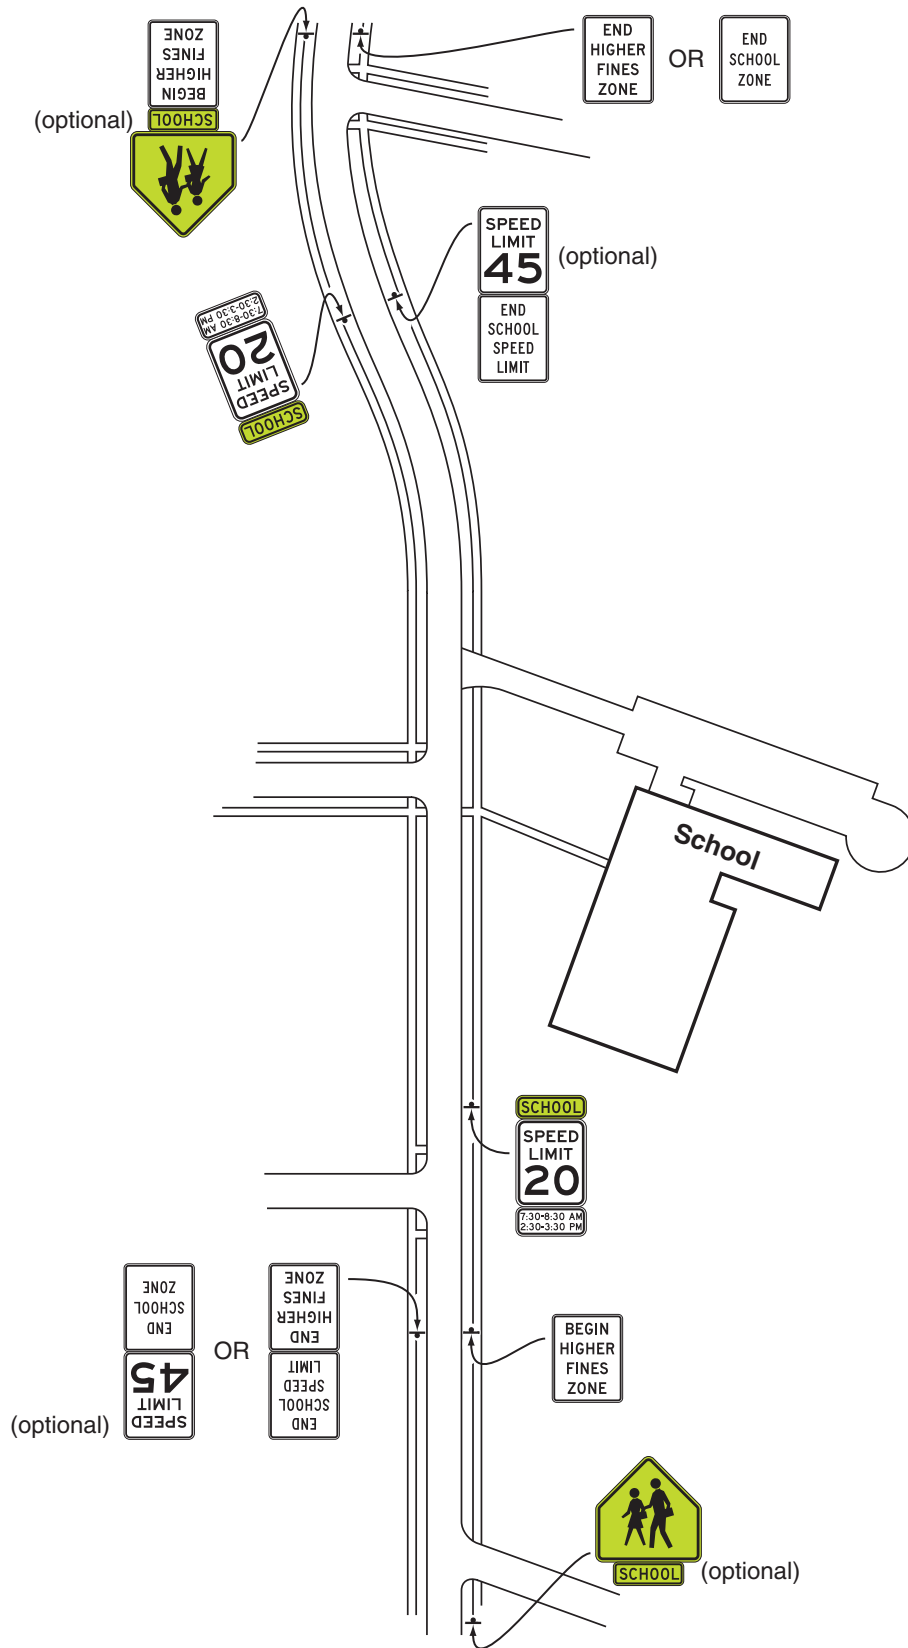 BEGIN
HIGHER
FINES
ZONE
SCHOOL
(optional)
END
HIGHER
FINES
ZONE
OR
END
SCHOOL
ZONE
SPEED
LIMIT
45
(optional)
END
SCHOOL
SPEED
LIMIT
SCHOOL
SPEED
LIMIT
20
7:30-8:30 AM
2:30-3:30 PM
School
SCHOOL
SPEED
LIMIT
20
7:30-8:30 AM
2:30-3:30 PM
SPEED
LIMIT
45
END
SCHOOL
ZONE
(optional)
OR
END
SCHOOL
SPEED
LIMIT
END
HIGHER
FINES
ZONE
BEGIN
HIGHER
FINES
ZONE
SCHOOL
(optional)